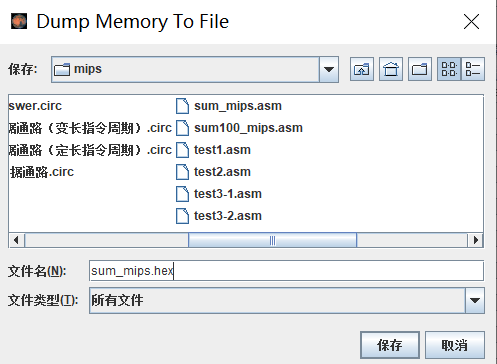 Dump Memory To File
保存: mips
swer.circ sum_mips.asm
据通路（变长指令周期）.circ sum100_mips.asm
据通路（定长指令周期）.circ test1.asm
据通路.circ test2.asm
test3-1.asm
test3-2.asm
文件名(N): sum_mips.hex
文件类型(T): 所有文件
保存 取消